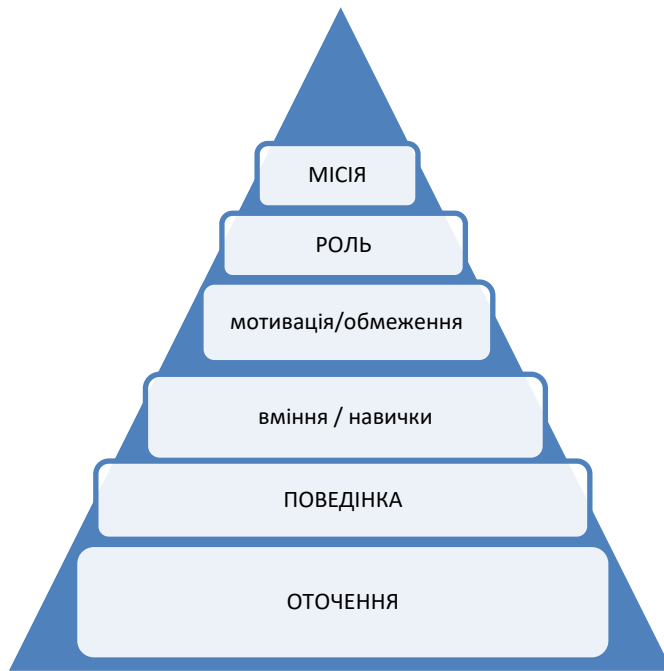 МІСІЯ
РОЛЬ
мотивація/обмеження
вміння / навички
ПОВЕДІНКА
ОТОЧЕННЯ